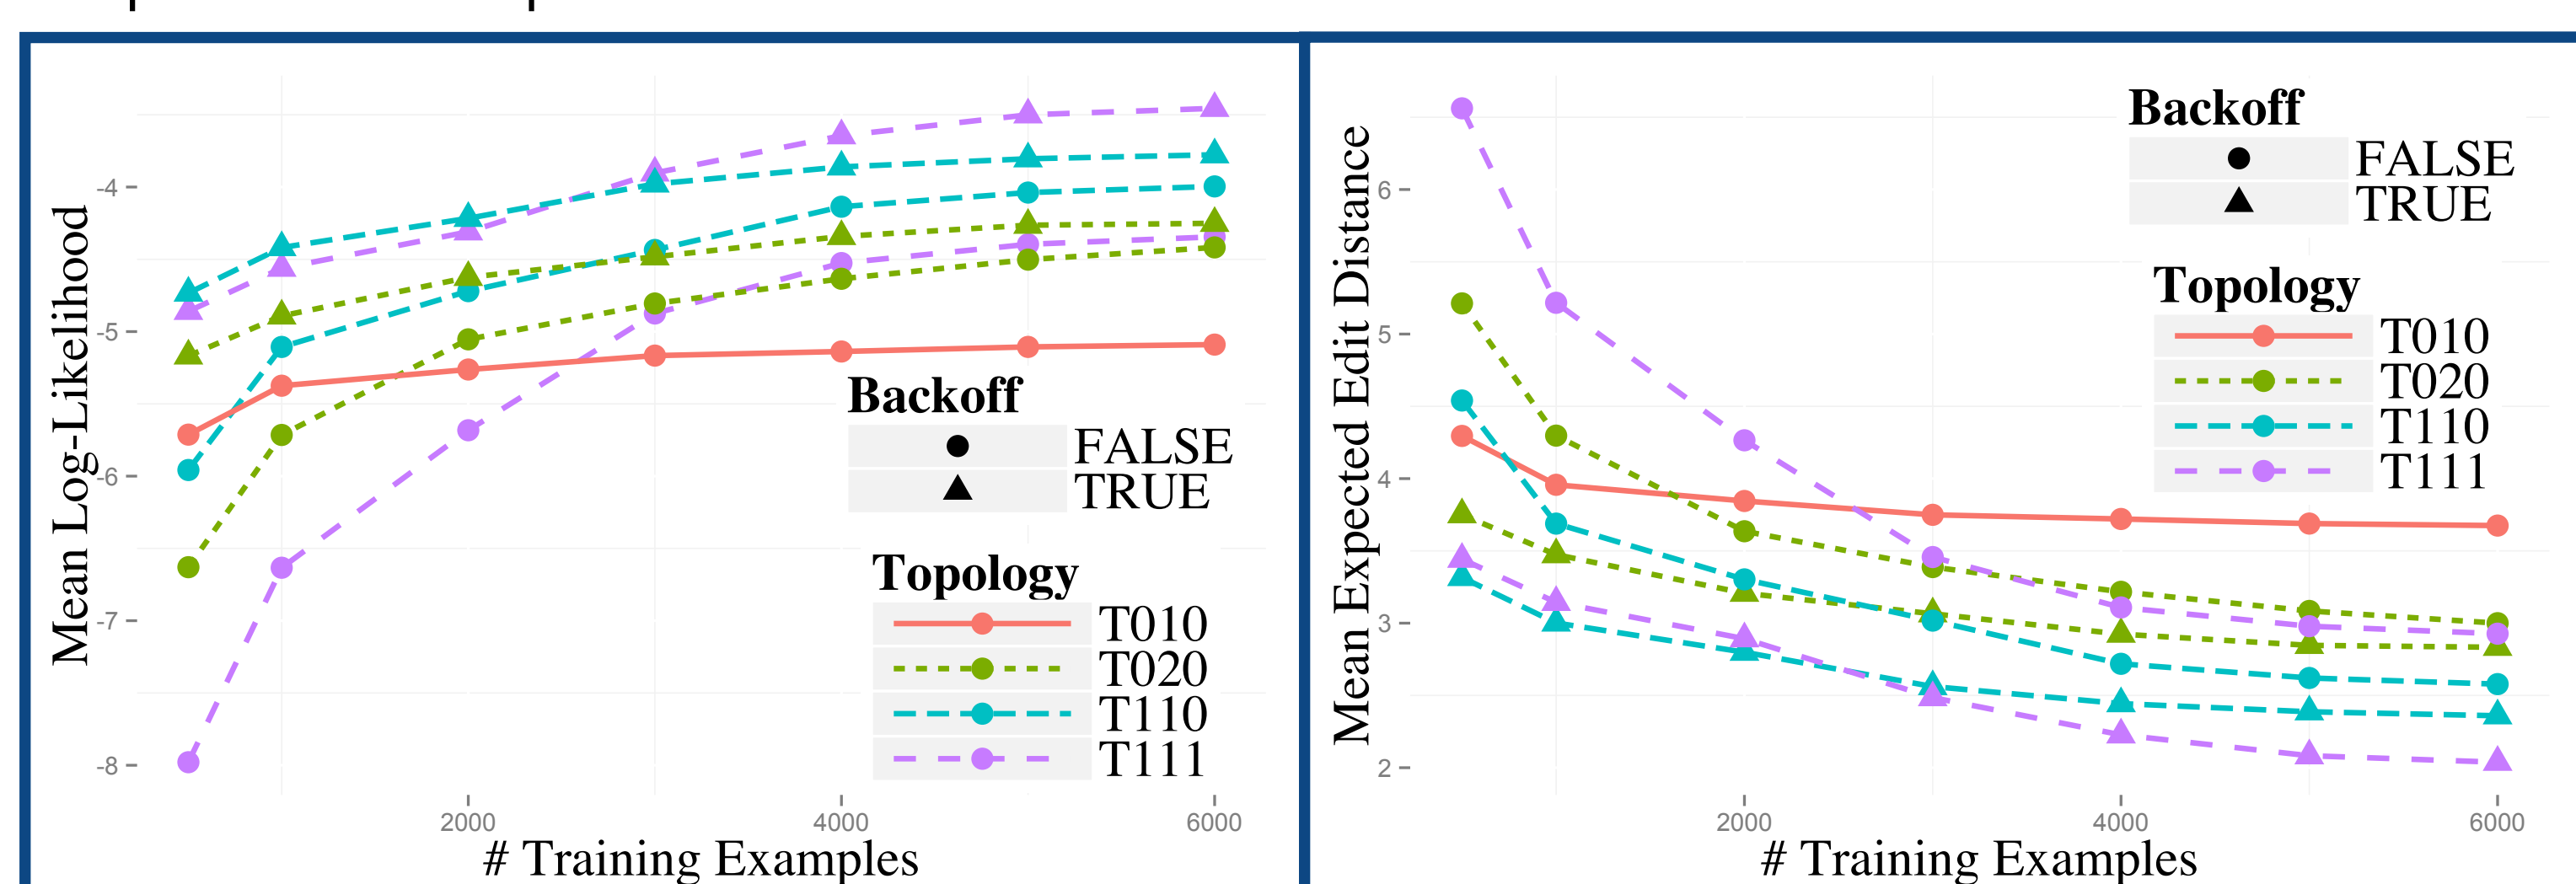 Mean Log-Likelihood
-4
-5
-6
-7
-8
2000
4000
6000
# Training Examples
Backoff
FALSE
TRUE
Topology
T010
T020
T110
T111
Mean Expected Edit Distance
6
5
4
3
2
2000
4000
6000
# Training Examples
Backoff
FALSE
TRUE
Topology
T010
T020
T110
T111